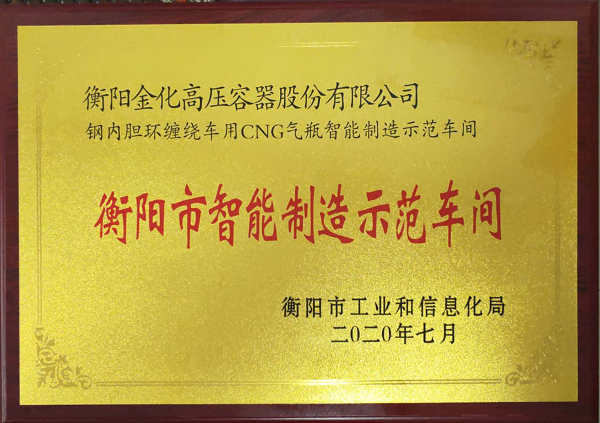 衡阳金化高压容器股份有限公司
钢内胆环缠绕车用CNG气瓶智能制造示范车间
衡阳市智能制造示范车间
衡阳市工业和信息化局
二〇二〇年七月